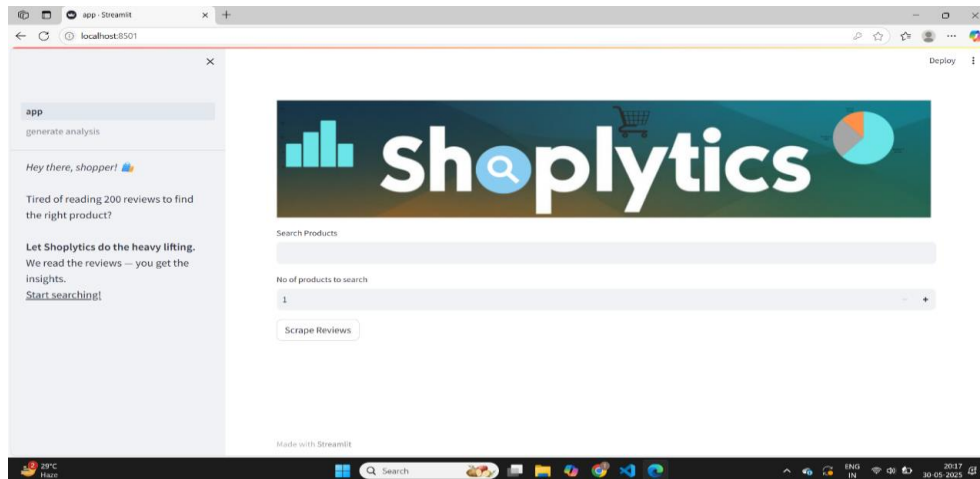 app · Streamlit
localhost:8501
Deploy
app
generate analysis
Hey there, shopper!
Tired of reading 200 reviews to find
the right product?
Let Shoplytics do the heavy lifting.
We read the reviews — you get the
insights.
Start searching!
Shoplytics
Search Products
No of products to search
1
Scrape Reviews
Made with Streamlit
2
29°C
Haze
Search
ENG
IN
20:17
30-05-2025